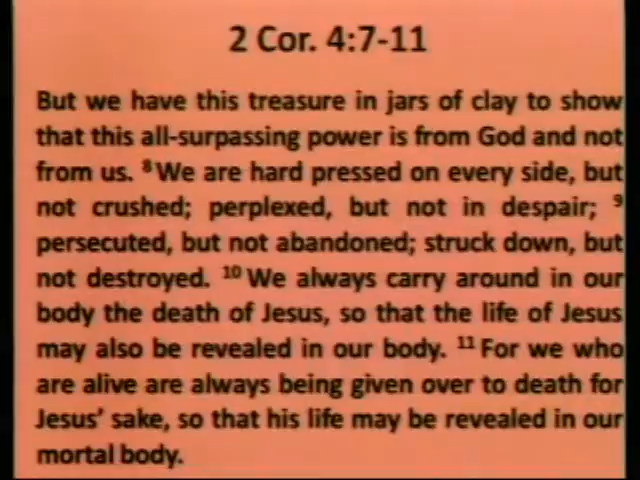 2 Cor. 4:7-11
But we have this treasure in jars of clay to show
that this all-surpassing power is from God and not
from us. ⁸ We are hard pressed on every side, but
not crushed; perplexed, but not in despair; ⁹
persecuted, but not abandoned; struck down, but
not destroyed. ¹⁰ We always carry around in our
body the death of Jesus, so that the life of Jesus
may also be revealed in our body. ¹¹ For we who
are alive are always being given over to death for
Jesus’ sake, so that his life may be revealed in our
mortal body.